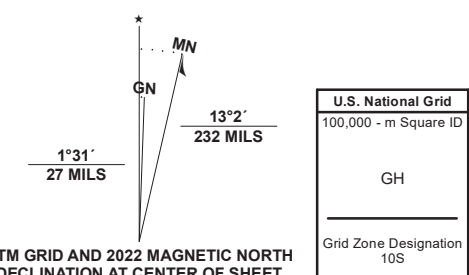 MN
GN
13°2´
232 MILS
1°31´
27 MILS
TM GRID AND 2022 MAGNETIC NORTH
DECLINATION AT CENTER OF SHEET
U.S. National Grid
100,000 - m Square ID
GH
Grid Zone Designation
10S